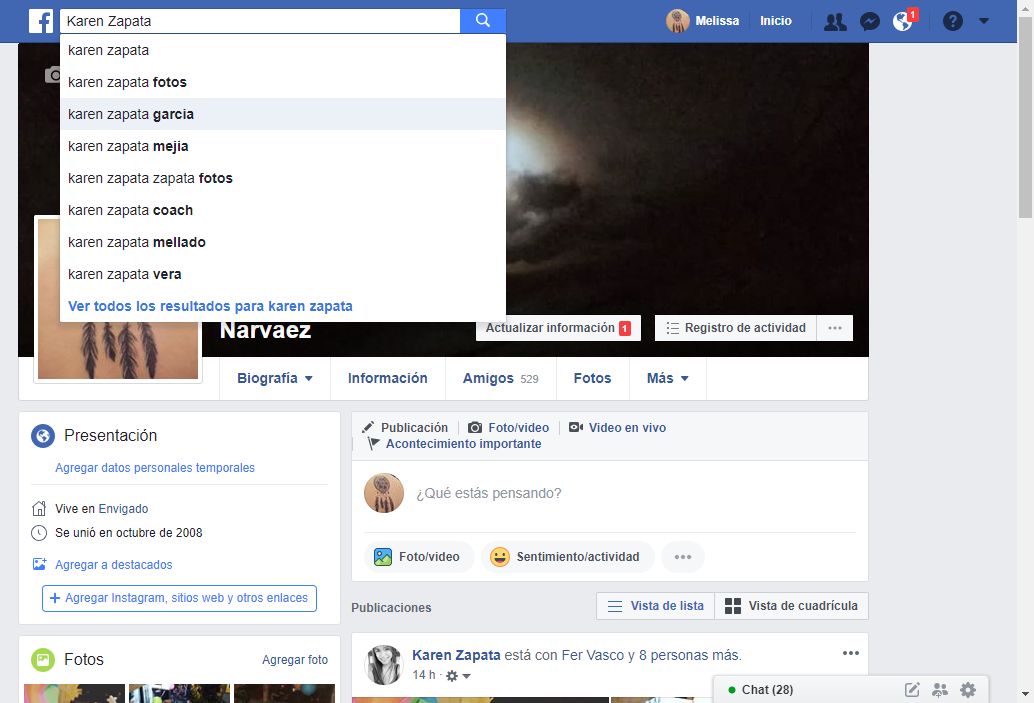 Karen Zapata
Melissa
Inicio
1
karen zapata
karen zapata fotos
karen zapata garcia
karen zapata mejia
karen zapata zapata fotos
karen zapata coach
karen zapata mellado
karen zapata vera
Ver todos los resultados para karen zapata
Narvaez
Actualizar información 1
Registro de actividad
Biografía
Información
Amigos 529
Fotos
Más
Presentación
Agregar datos personales temporales
Vive en Envigado
Se unió en octubre de 2008
Agregar a destacados
+ Agregar Instagram, sitios web y otros enlaces
Fotos
Agregar foto
Publicación
Foto/video
Video en vivo
Acontecimiento importante
¿Qué estás pensando?
Foto/video
Sentimiento/actividad
Publicaciones
Vista de lista
Vista de cuadrícula
Karen Zapata está con Fer Vasco y 8 personas más.
14 h ·
Chat (28)